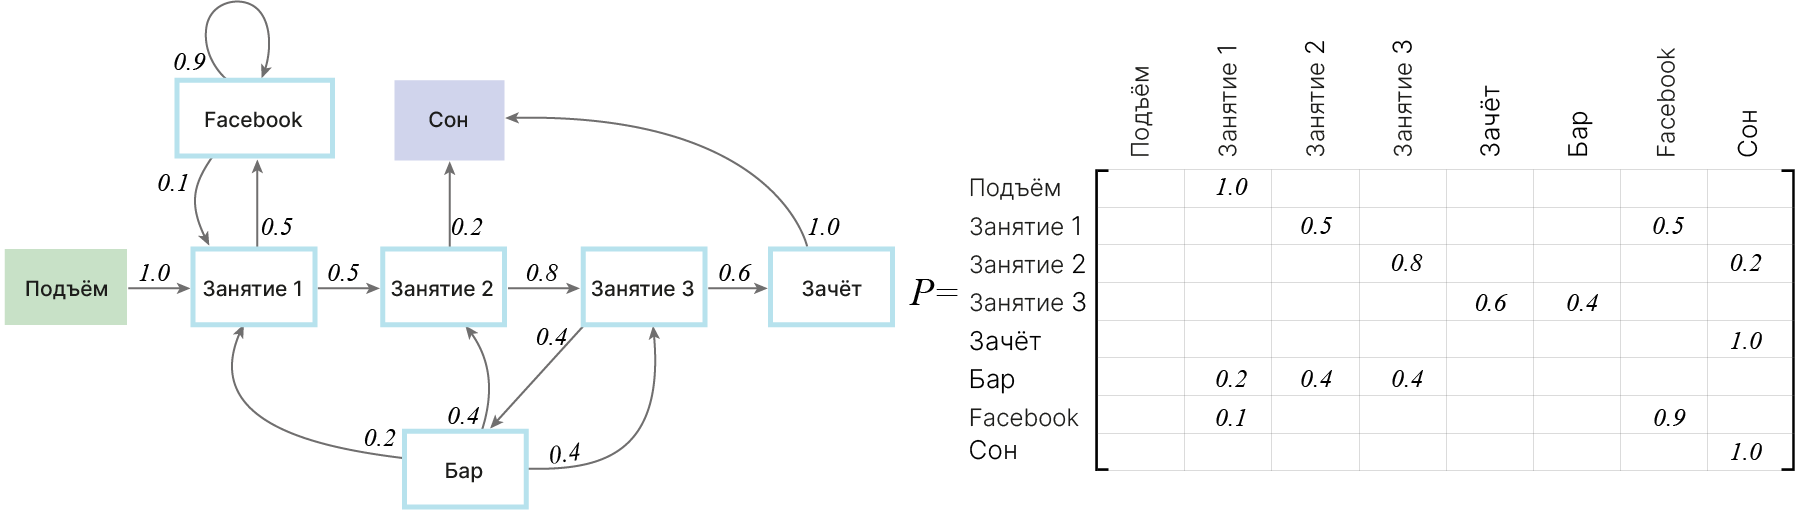 0.9
Facebook
Сон
0.1
0.5
0.2
1.0
Подъём
1.0
Занятие 1
0.5
Занятие 2
0.8
Занятие 3
0.6
Зачёт
0.4
0.2
0.4
0.4
Бар
P=
Подъём Занятие 1 Занятие 2 Занятие 3 Зачёт Бар Facebook Сон
Подъём 1.0
Занятие 1 0.5 0.5
Занятие 2 0.8 0.2
Занятие 3 0.6 0.4
Зачёт 1.0
Бар 0.2 0.4 0.4
Facebook 0.1 0.9
Сон 1.0